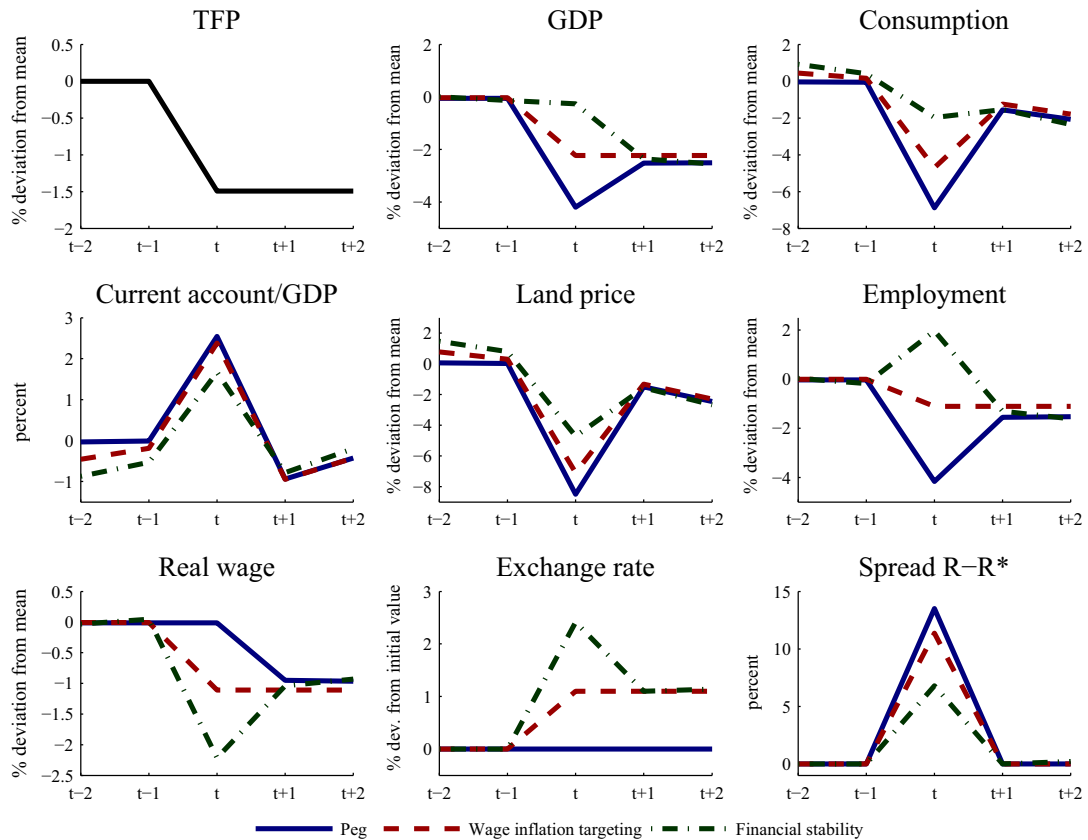 TFP
% deviation from mean
0.5
0
−0.5
−1
−1.5
−2
t−2 t−1 t t+1 t+2
GDP
% deviation from mean
2
0
−2
−4
t−2 t−1 t t+1 t+2
Consumption
% deviation from mean
2
0
−2
−4
−6
−8
t−2 t−1 t t+1 t+2
Current account/GDP
percent
3
2
1
0
−1
t−2 t−1 t t+1 t+2
Land price
% deviation from mean
2
0
−2
−4
−6
−8
t−2 t−1 t t+1 t+2
Employment
% deviation from mean
2
0
−2
−4
t−2 t−1 t t+1 t+2
Real wage
% deviation from mean
0.5
0
−0.5
−1
−1.5
−2
−2.5
t−2 t−1 t t+1 t+2
Exchange rate
% dev. from initial value
3
2
1
0
t−2 t−1 t t+1 t+2
Spread R−R*
percent
15
10
5
0
t−2 t−1 t t+1 t+2
Peg Wage inflation targeting Financial stability